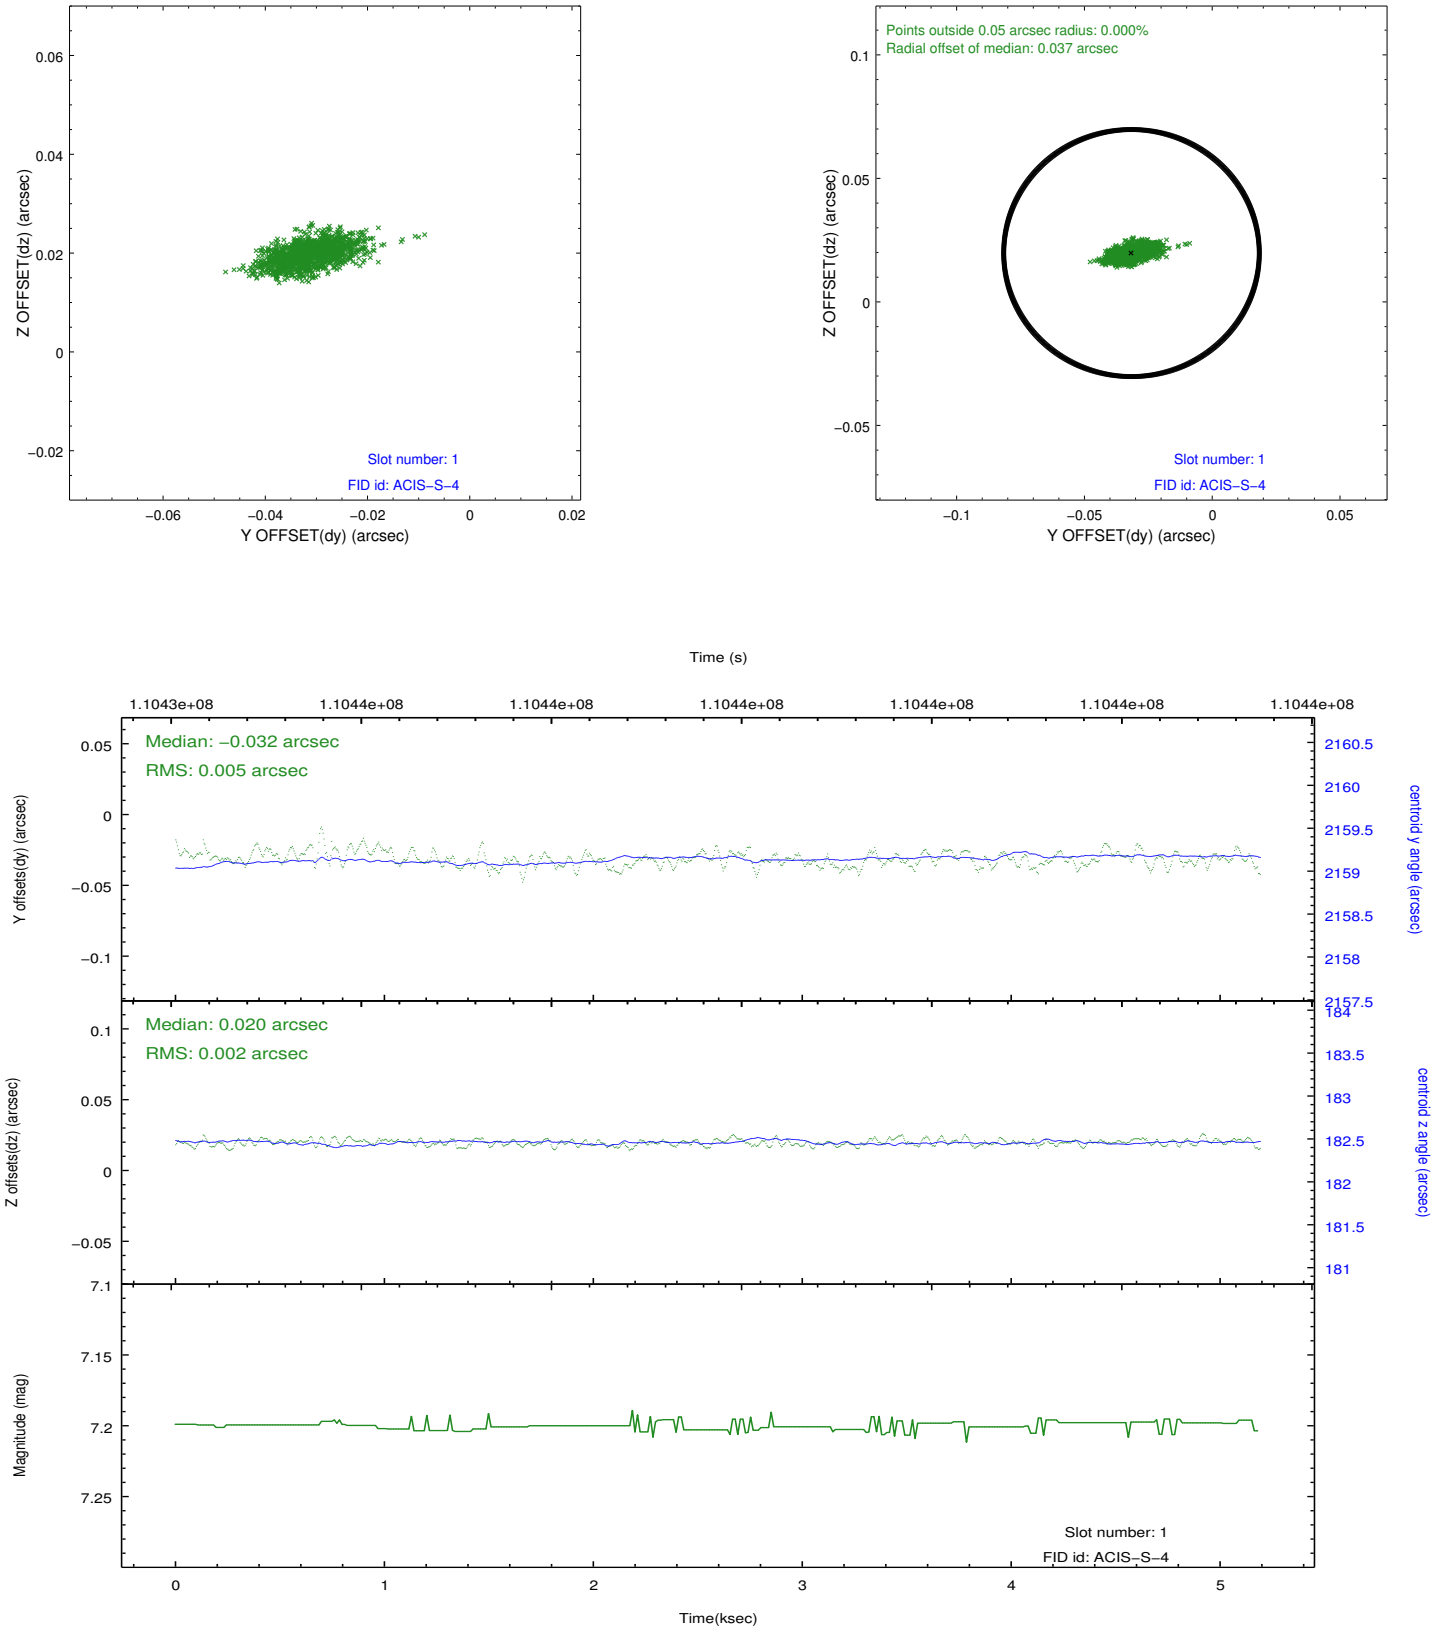 0.06
0.04
0.02
0
−0.02
Z OFFSET(dz) (arcsec)
Slot number: 1
FID id: ACIS−S−4
−0.06
−0.04
−0.02
0
0.02
Y OFFSET(dy) (arcsec)
Points outside 0.05 arcsec radius: 0.000%
Radial offset of median: 0.037 arcsec
0.1
0.05
0
−0.05
Z OFFSET(dz) (arcsec)
Slot number: 1
FID id: ACIS−S−4
−0.1
−0.05
0
0.05
Y OFFSET(dy) (arcsec)
Time (s)
1.1043e+08
1.1044e+08
1.1044e+08
1.1044e+08
1.1044e+08
1.1044e+08
1.1044e+08
Median: −0.032 arcsec
RMS: 0.005 arcsec
0.05
0
−0.05
−0.1
Y offsets(dy) (arcsec)
2160.5
2160
2159.5
2159
2158.5
2158
2157.5
centroid y angle (arcsec)
Median: 0.020 arcsec
RMS: 0.002 arcsec
0.1
0.05
0
−0.05
Z offsets(dz) (arcsec)
184
183.5
183
182.5
182
181.5
181
centroid z angle (arcsec)
7.1
7.15
7.2
7.25
Magnitude (mag)
Slot number: 1
FID id: ACIS−S−4
0
1
2
3
4
5
Time(ksec)